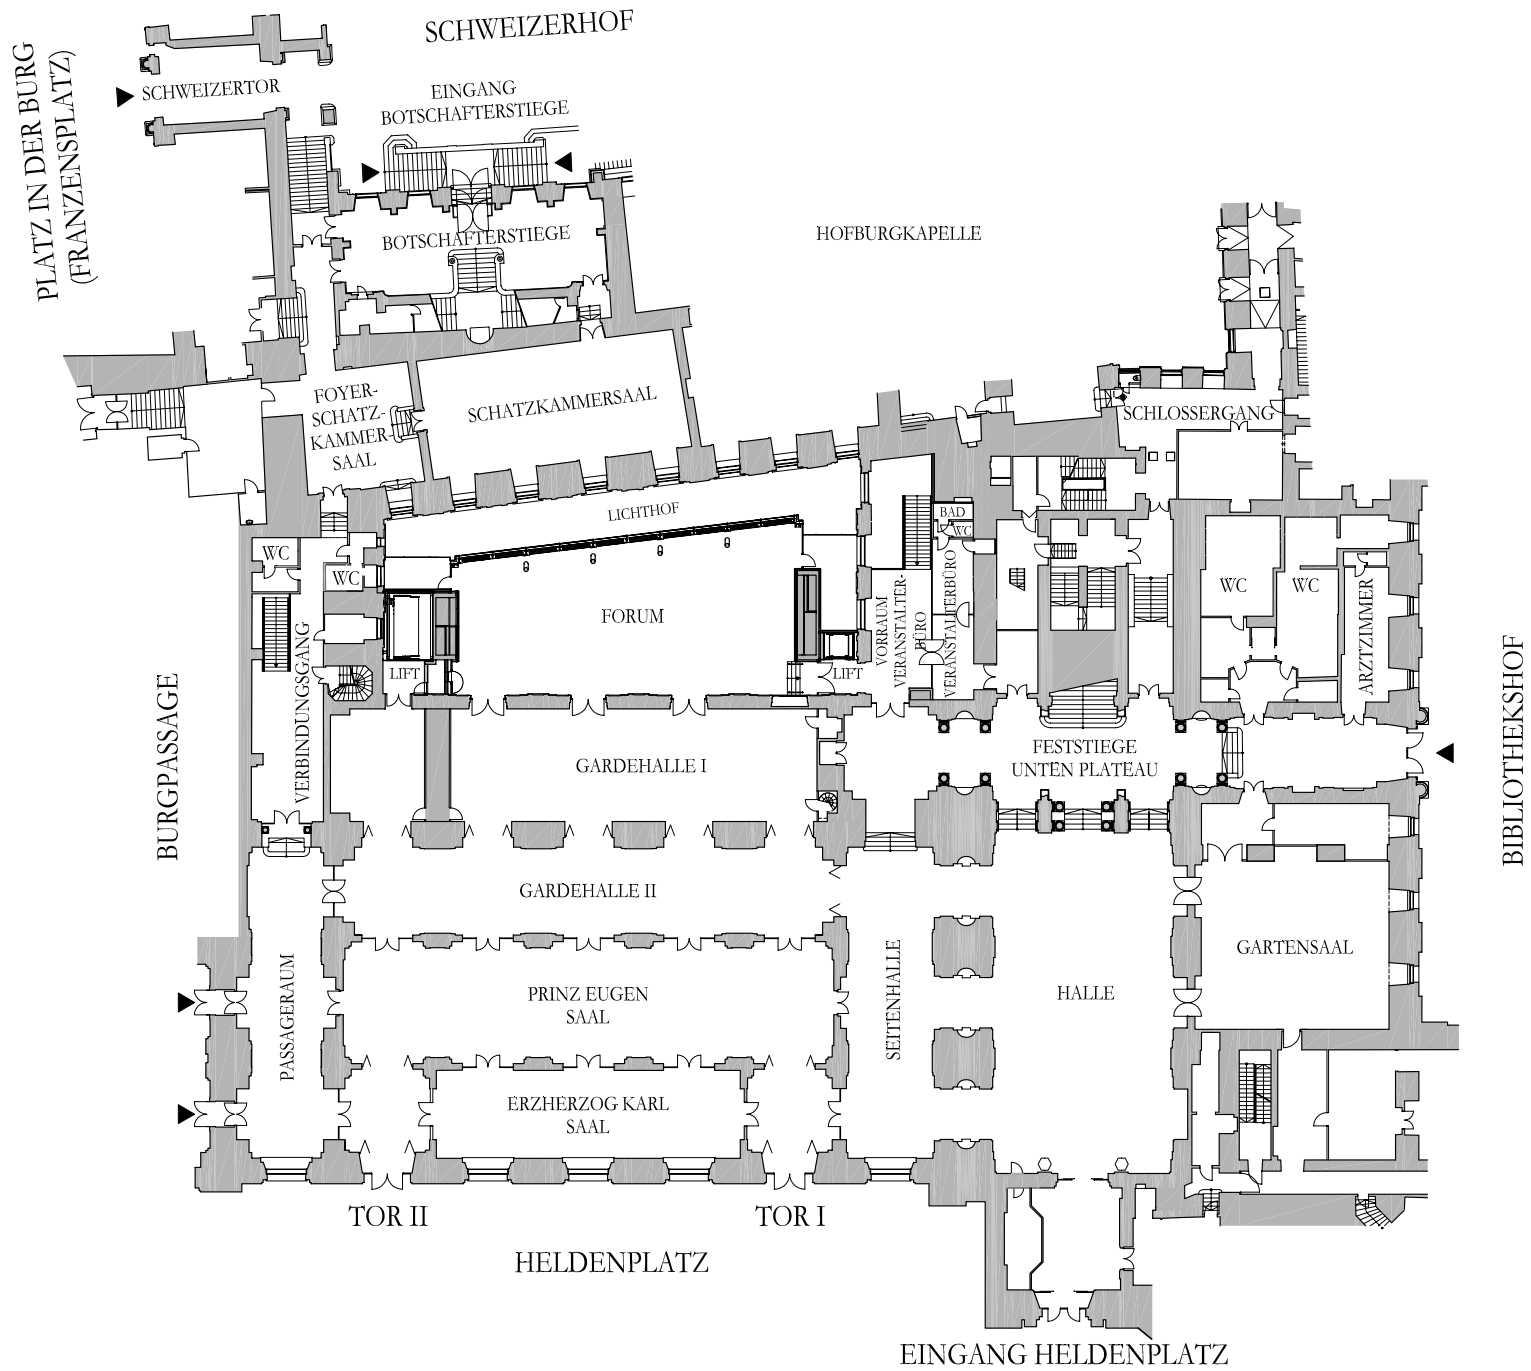 SCHWEIZERHOF
PLATZ IN DER BURG
(FRANZENSPLATZ)
SCHWEIZERTOR
EINGANG
BOTSCHAFTERSTIEGE
BOTSCHAFTERSTIEGE
HOFBURGKAPELLE
FOYER-
SCHATZ-
KAMMER-
SAAL
SCHATZKAMMERSAAL
SCHLOSSERGANG
LICHTHOF
BAD
WC
WC
WC
WC
WC
FORUM
LIFT
LIFT
VORRAUM
VERANSTALTER-
BÜRO
VERANSTALTERBÜRO
ARZTZIMMER
VERBINDUNGSGANG
BURGPASSAGE
BIBLIOTHEKSHOF
GARDEHALLE I
FESTSTIEGE
UNTEN PLATEAU
GARDEHALLE II
GARTENSAAL
PASSAGERAUM
PRINZ EUGEN
SAAL
SEITENHALLE
HALLE
ERZHERZOG KARL
SAAL
TOR II
TOR I
HELDENPLATZ
EINGANG HELDENPLATZ